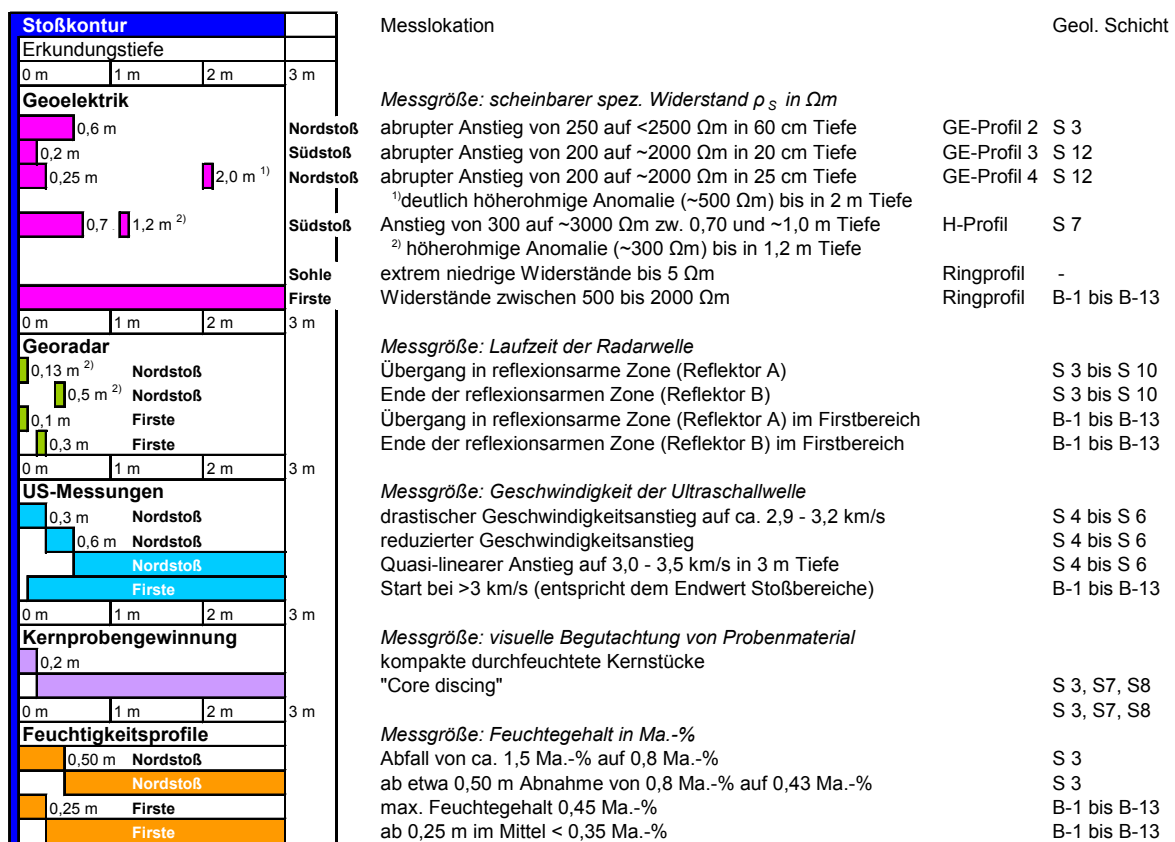 Stoßkontur Messlokation Geol. Schicht
Erkundungstiefe
0 m 1 m 2 m 3 m
Geoelektrik Messgröße: scheinbarer spez. Widerstand ρ S in Ωm
0,6 m Nordstoß abrupter Anstieg von 250 auf <2500 Ωm in 60 cm Tiefe GE-Profil 2 S 3
0,2 m Südstoß abrupter Anstieg von 200 auf ~2000 Ωm in 20 cm Tiefe GE-Profil 3 S 12
0,25 m 2,0 m 1) Nordstoß abrupter Anstieg von 200 auf ~2000 Ωm in 25 cm Tiefe GE-Profil 4 S 12
1)deutlich höherohmige Anomalie (~500 Ωm) bis in 2 m Tiefe
0,7 1,2 m 2) Südstoß Anstieg von 300 auf ~3000 Ωm zw. 0,70 und ~1,0 m Tiefe H-Profil S 7
2) höherohmige Anomalie (~300 Ωm) bis in 1,2 m Tiefe
Sohle extrem niedrige Widerstände bis 5 Ωm Ringprofil -
Firste Widerstände zwischen 500 bis 2000 Ωm Ringprofil B-1 bis B-13
0 m 1 m 2 m 3 m
Georadar Messgröße: Laufzeit der Radarwelle
0,13 m 2) Nordstoß Übergang in reflexionsarme Zone (Reflektor A) S 3 bis S 10
0,5 m 2) Nordstoß Ende der reflexionsarmen Zone (Reflektor B) S 3 bis S 10
0,1 m Firste Übergang in reflexionsarme Zone (Reflektor A) im Firstbereich B-1 bis B-13
0,3 m Firste Ende der reflexionsarmen Zone (Reflektor B) im Firstbereich B-1 bis B-13
0 m 1 m 2 m 3 m
US-Messungen Messgröße: Geschwindigkeit der Ultraschallwelle
0,3 m Nordstoß drastischer Geschwindigkeitsanstieg auf ca. 2,9 - 3,2 km/s S 4 bis S 6
0,6 m Nordstoß reduzierter Geschwindigkeitsanstieg S 4 bis S 6
Nordstoß Quasi-linearer Anstieg auf 3,0 - 3,5 km/s in 3 m Tiefe S 4 bis S 6
Firste Start bei >3 km/s (entspricht dem Endwert Stoßbereiche) B-1 bis B-13
0 m 1 m 2 m 3 m
Kernprobengewinnung Messgröße: visuelle Begutachtung von Probenmaterial
0,2 m kompakte durchfeuchtete Kernstücke
"Core discing" S 3, S7, S8
0 m 1 m 2 m 3 m S 3, S7, S8
Feuchtigkeitsprofile Messgröße: Feuchtegehalt in Ma.-%
0,50 m Nordstoß Abfall von ca. 1,5 Ma.-% auf 0,8 Ma.-% S 3
Nordstoß ab etwa 0,50 m Abnahme von 0,8 Ma.-% auf 0,43 Ma.-% S 3
0,25 m Firste max. Feuchtegehalt 0,45 Ma.-% B-1 bis B-13
Firste ab 0,25 m im Mittel < 0,35 Ma.-% B-1 bis B-13